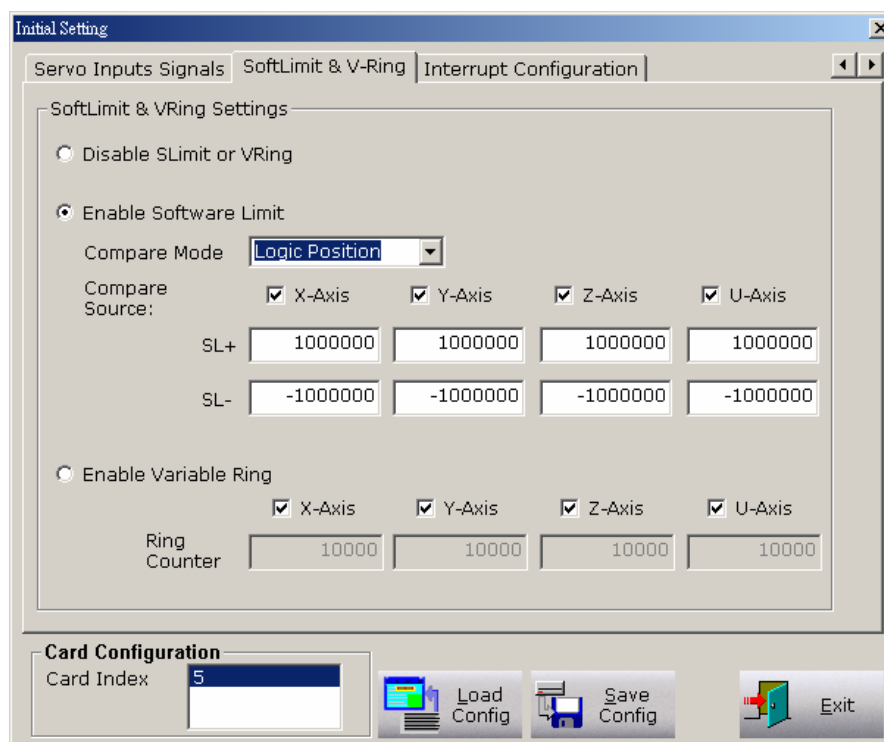 Initial Setting
Servo Inputs Signals SoftLimit & V-Ring Interrupt Configuration
SoftLimit & VRing Settings
Disable SLimit or VRing
Enable Software Limit
Compare Mode Logic Position
Compare Source: X-Axis Y-Axis Z-Axis U-Axis
SL+ 1000000 1000000 1000000 1000000
SL- -1000000 -1000000 -1000000 -1000000
Enable Variable Ring
X-Axis Y-Axis Z-Axis U-Axis
Ring Counter 10000 10000 10000 10000
Card Configuration
Card Index 5
Load Config Save Config Exit